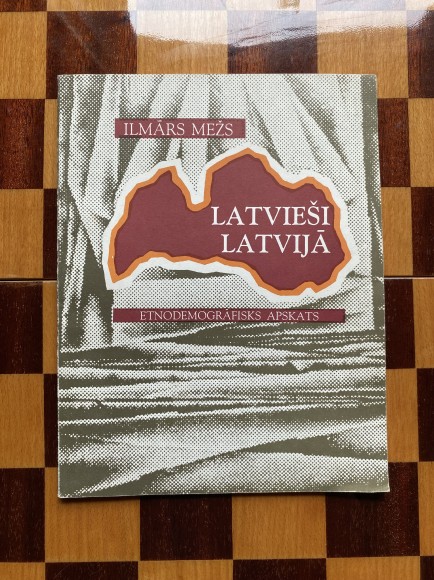 ILMĀRS MEŽS
LATVIEŠI
LATVIJĀ
ETNODEMOGRĀFISKS APSKATS